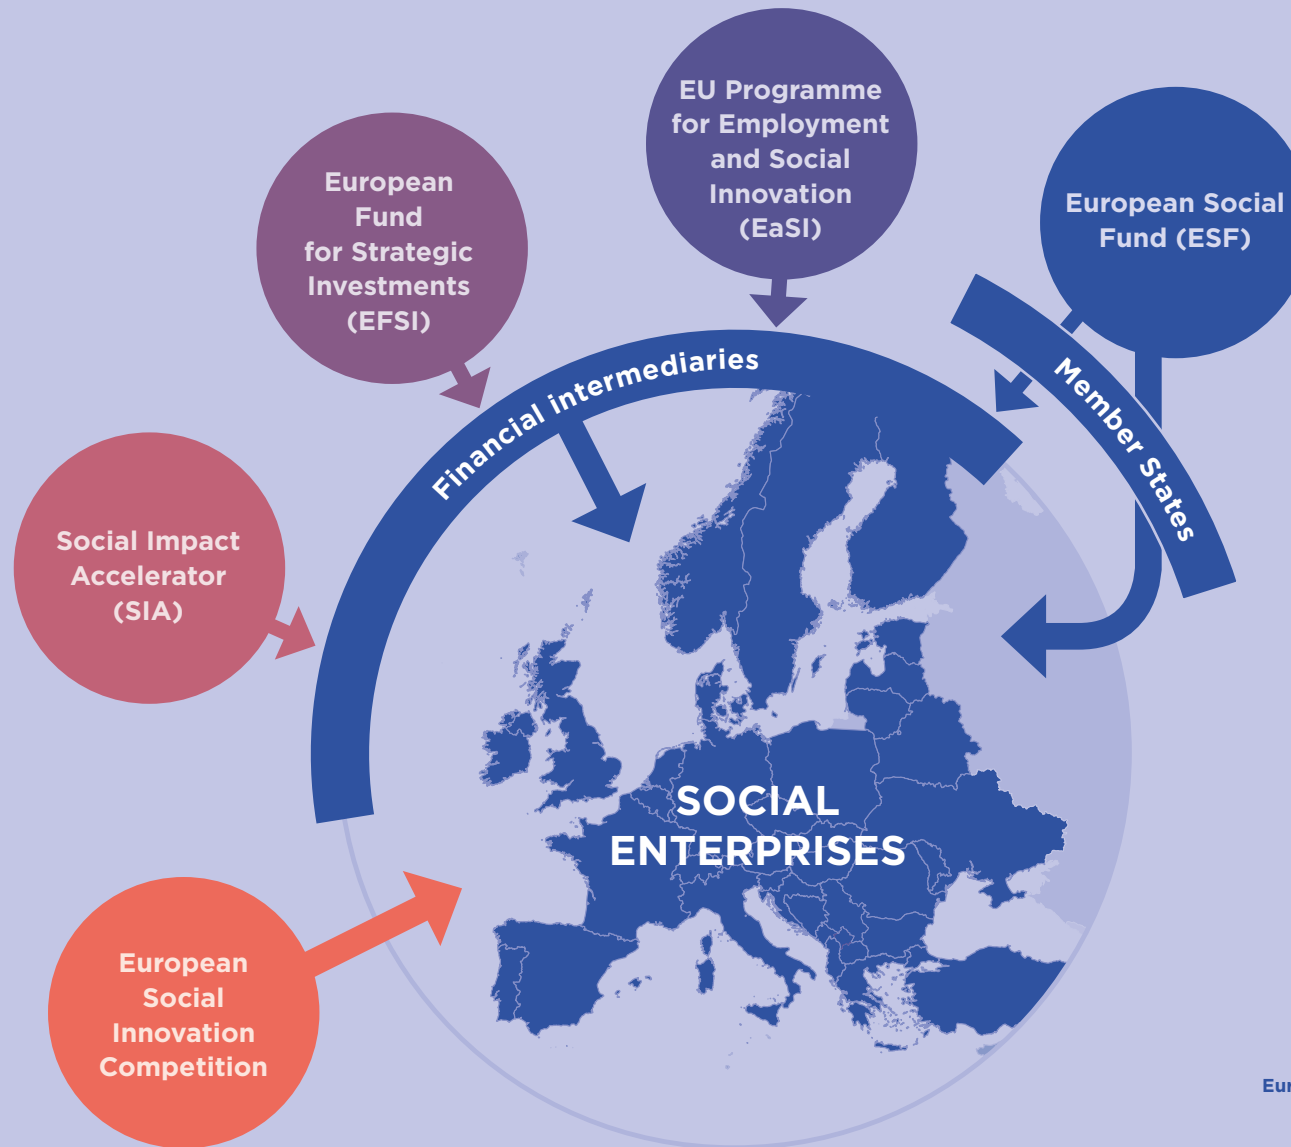 EU Programme
for Employment
and Social
Innovation
(EaSI)
European
Fund
for Strategic
Investments
(EFSI)
European Social
Fund (ESF)
Financial intermediaries
Member States
Social Impact
Accelerator
(SIA)
SOCIAL
ENTERPRISES
European
Social
Innovation
Competition
Eur